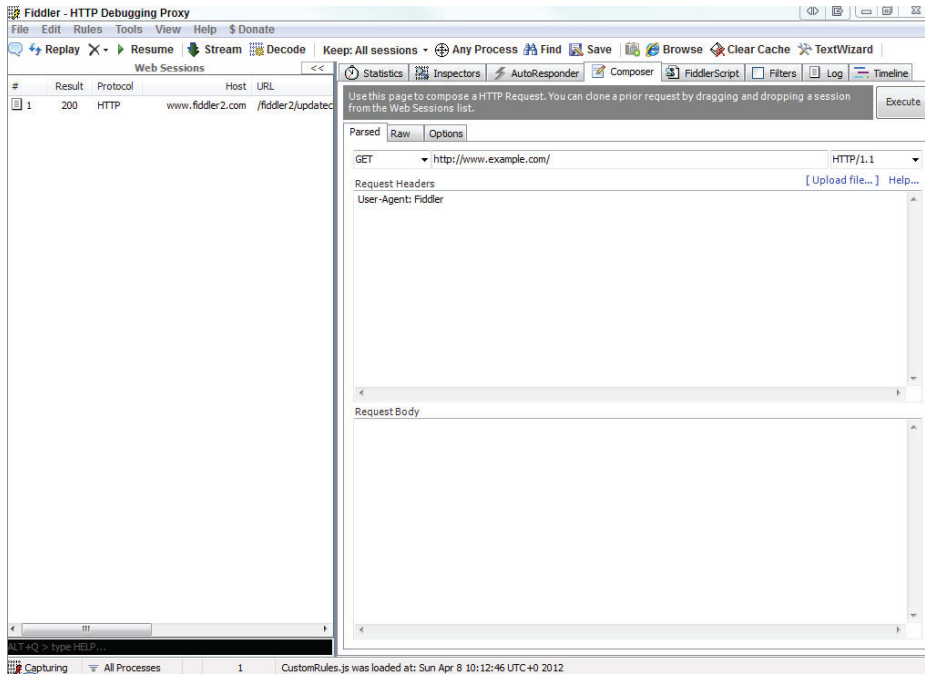 Fiddler - HTTP Debugging Proxy
File Edit Rules Tools View Help $ Donate
Replay Resume Stream Decode Keep: All sessions Any Process Find Save Browse Clear Cache TextWizard
Web Sessions <<
# Result Protocol Host URL
1 200 HTTP www.fiddler2.com /fiddler2/updatec
Statistics Inspectors AutoResponder Composer FiddlerScript Filters Log Timeline
Use this page to compose a HTTP Request. You can clone a prior request by dragging and dropping a session
from the Web Sessions list.
Execute
Parsed Raw Options
GET http://www.example.com/ HTTP/1.1
Request Headers [ Upload file... ] Help...
User-Agent: Fiddler
Request Body
ALT+Q > type HELP...
Capturing All Processes 1 CustomRules.js was loaded at: Sun Apr 8 10:12:46 UTC+0 2012